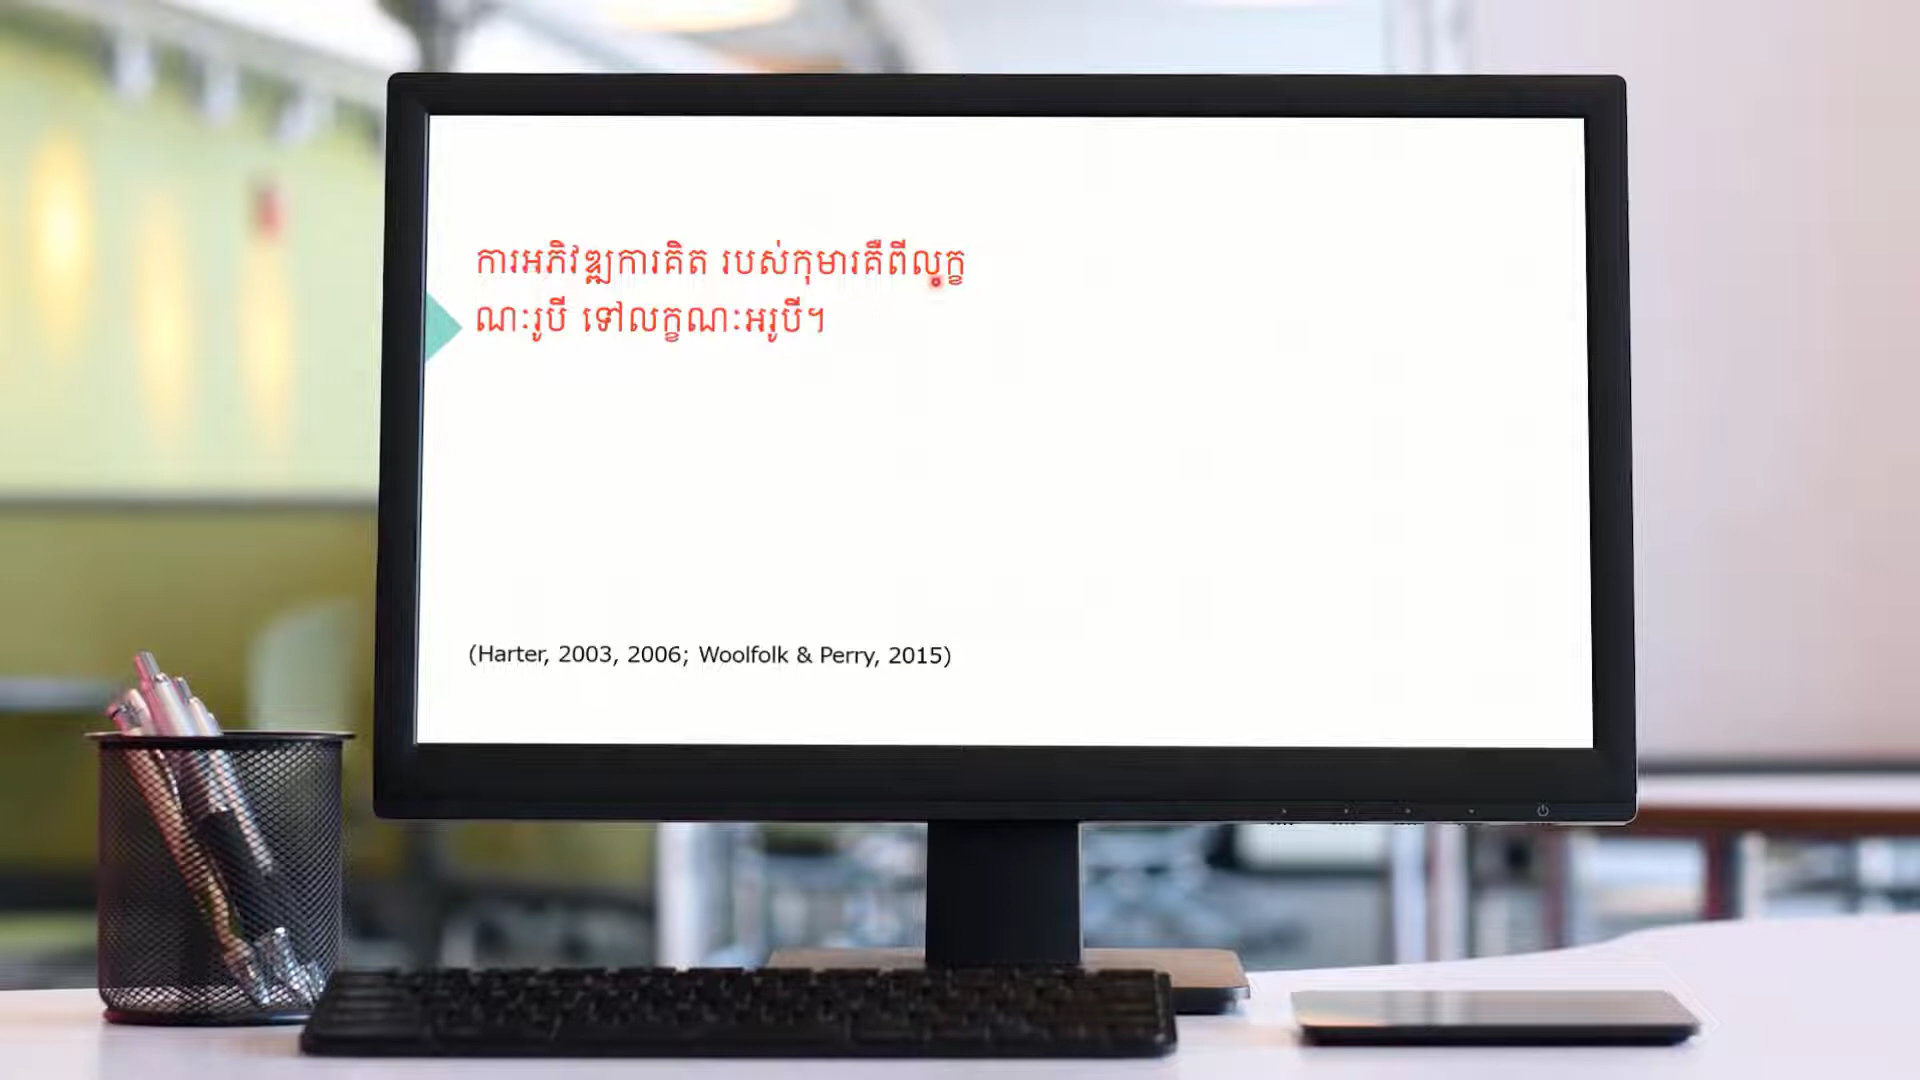 ការអភិវឌ្ឍការគិត របស់កុមារគឺពីលក្ខ
ណៈរូបី ទៅលក្ខណៈអរូបី។
(Harter, 2003, 2006; Woolfolk & Perry, 2015)